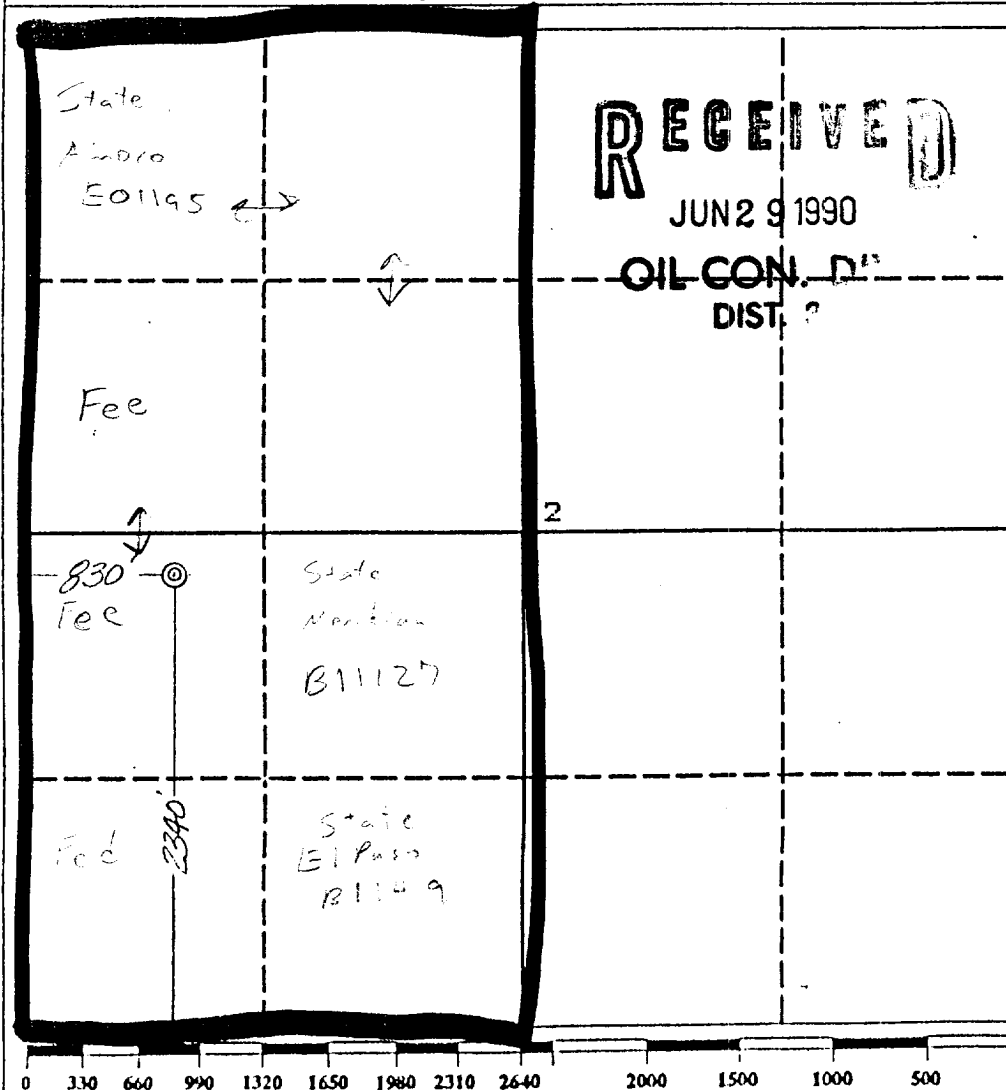 State
E01195
RECEIVED
JUN 29 1990
OIL CON.
DIST.
Fee
2
830'
Fee
State
B11127
2340'
Fed
State
El Paso
0 330 660 990 1320 1650 1980 2310 2640 2000 1500 1000 500